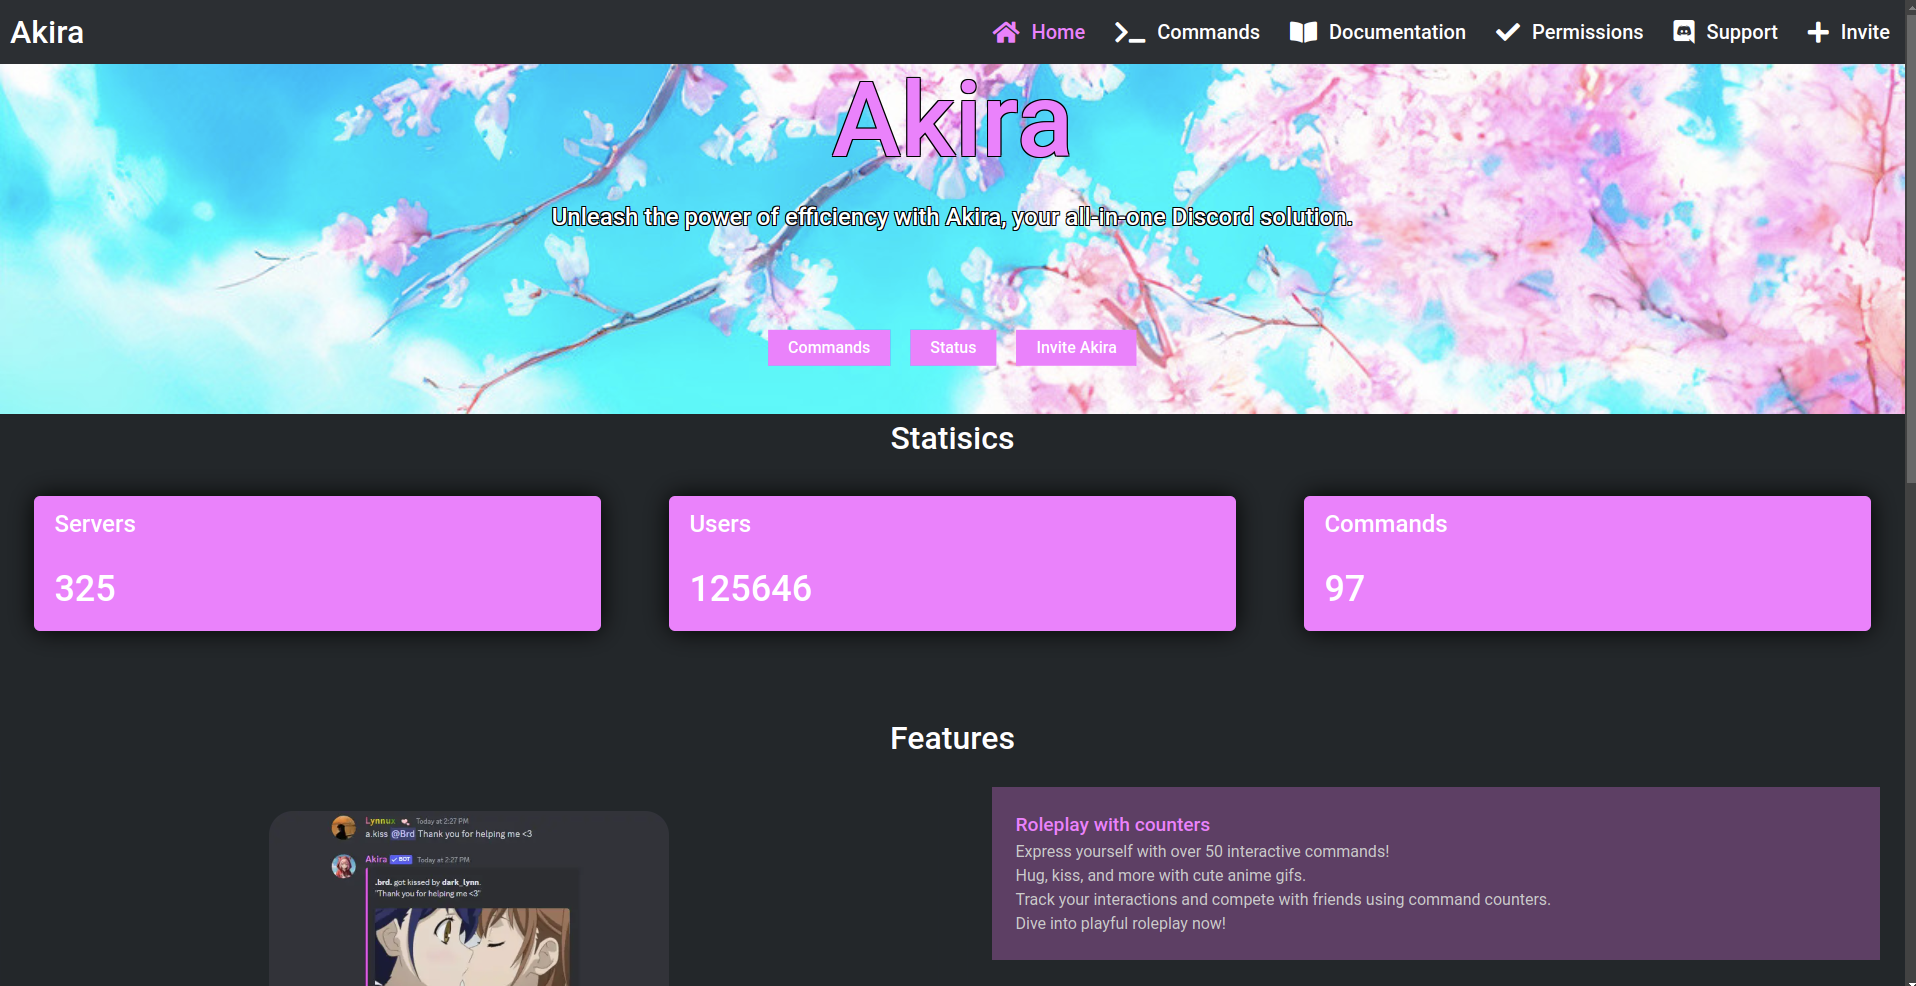 Akira
Home
Commands
Documentation
Permissions
Support
Invite
Akira
Unleash the power of efficiency with Akira, your all-in-one Discord solution.
Commands
Status
Invite Akira
Statisics
Servers
325
Users
125646
Commands
97
Features
Lynnux Today at 2:27 PM
a.kiss @Brd Thank you for helping me <3
Akira BOT Today at 2:27 PM
.brd. got kissed by dark_lynn.
"Thank you for helping me <3"
Roleplay with counters
Express yourself with over 50 interactive commands!
Hug, kiss, and more with cute anime gifs.
Track your interactions and compete with friends using command counters.
Dive into playful roleplay now!